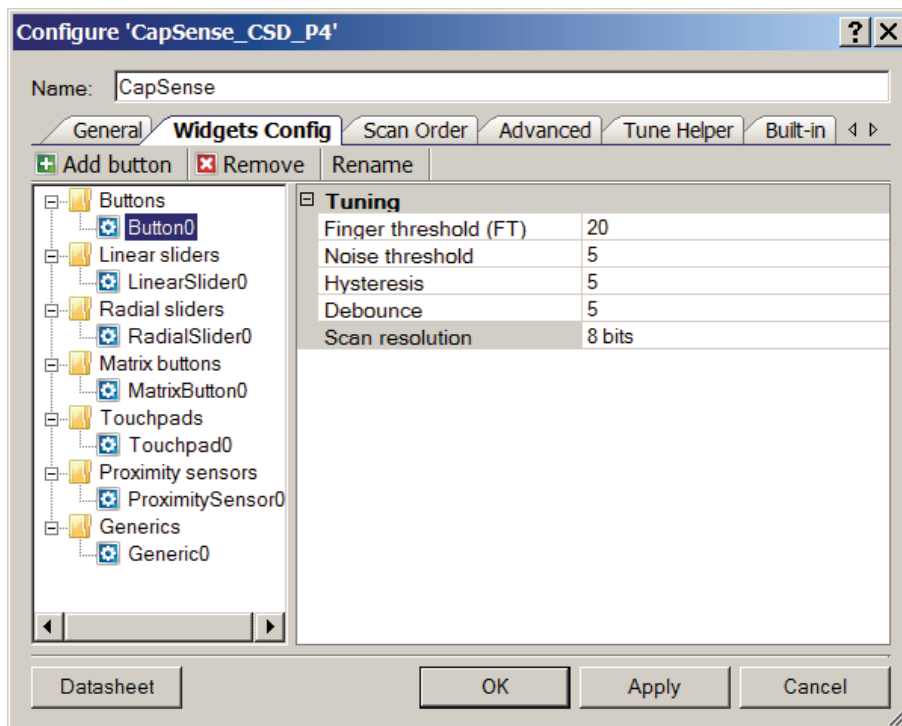 Configure 'CapSense_CSD_P4'
Name: CapSense
General Widgets Config Scan Order Advanced Tune Helper Built-in
Add button Remove Rename
Buttons
Button0
Linear sliders
LinearSlider0
Radial sliders
RadialSlider0
Matrix buttons
MatrixButton0
Touchpads
Touchpad0
Proximity sensors
ProximitySensor0
Generics
Generic0
Tuning
Finger threshold (FT) 20
Noise threshold 5
Hysteresis 5
Debounce 5
Scan resolution 8 bits
Datasheet OK Apply Cancel